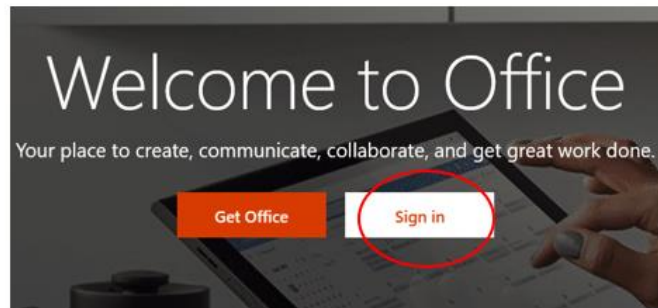 Welcome to Office
Your place to create, communicate, collaborate, and get great work done.
Get Office
Sign in